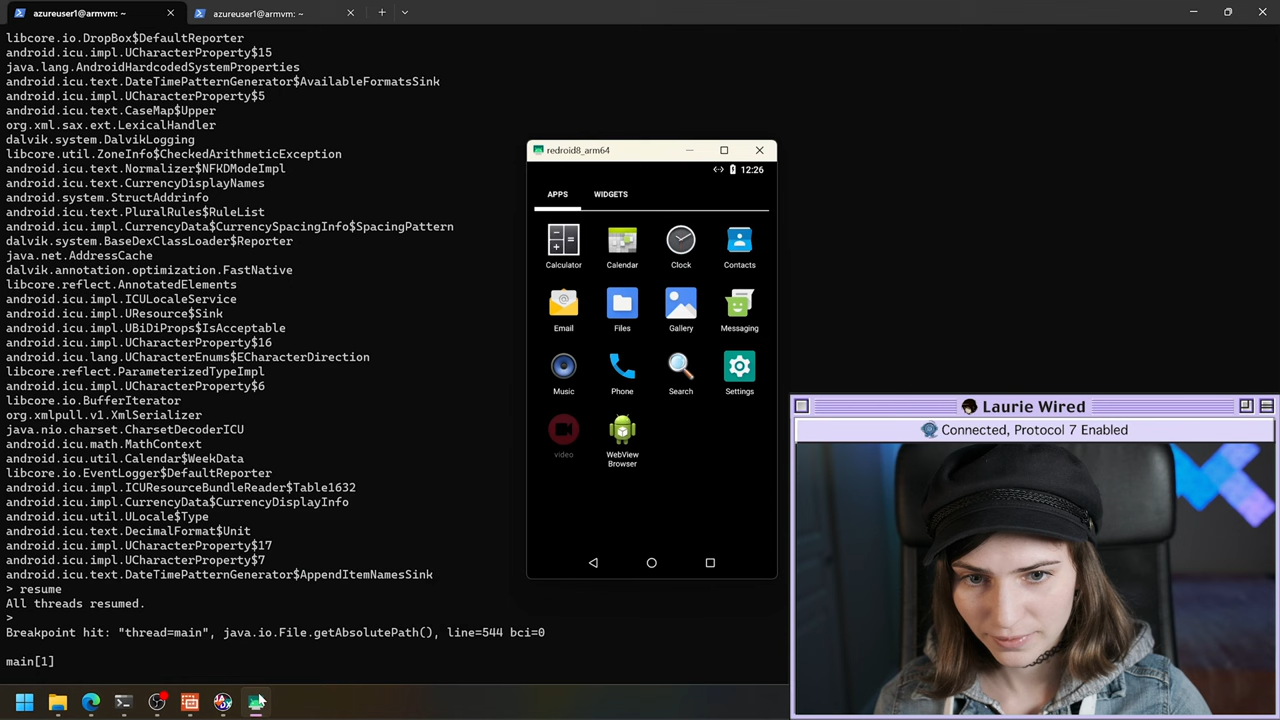 azureuser1@armvm: ~
azureuser1@armvm: ~
libcore.io.DropBox$DefaultReporter
android.icu.impl.UCharacterProperty$15
java.lang.AndroidHardcodedSystemProperties
android.icu.text.DateTimePatternGenerator$AvailableFormatsSink
android.icu.impl.UCharacterProperty$5
android.icu.text.CaseMap$Upper
org.xml.sax.ext.LexicalHandler
dalvik.system.DalvikLogging
libcore.util.ZoneInfo$CheckedArithmeticException
android.icu.text.Normalizer$NFKDModeImpl
android.icu.text.CurrencyDisplayNames
android.system.StructAddrinfo
android.icu.text.PluralRules$RuleList
android.icu.impl.CurrencyData$CurrencySpacingInfo$SpacingPattern
dalvik.system.BaseDexClassLoader$Reporter
java.net.AddressCache
dalvik.annotation.optimization.FastNative
libcore.reflect.AnnotatedElements
android.icu.impl.ICULocaleService
android.icu.impl.UResource$Sink
android.icu.impl.UBiDiProps$IsAcceptable
android.icu.impl.UCharacterProperty$16
android.icu.lang.UCharacterEnums$ECharacterDirection
libcore.reflect.ParameterizedTypeImpl
android.icu.impl.UCharacterProperty$6
libcore.io.BufferIterator
org.xmlpull.v1.XmlSerializer
java.nio.charset.CharsetDecoderICU
android.icu.math.MathContext
android.icu.util.Calendar$WeekData
libcore.io.EventLogger$DefaultReporter
android.icu.impl.ICUResourceBundleReader$Table1632
android.icu.impl.CurrencyData$CurrencyDisplayInfo
android.icu.util.ULocale$Type
android.icu.text.DecimalFormat$Unit
android.icu.impl.UCharacterProperty$17
android.icu.impl.UCharacterProperty$7
android.icu.text.DateTimePatternGenerator$AppendItemNamesSink
> resume
All threads resumed.
>
Breakpoint hit: "thread=main", java.io.File.getAbsolutePath(), line=544 bci=0
main[1]
redroid8_arm64
12:26
APPS WIDGETS
Calculator Calendar Clock Contacts
Email Files Gallery Messaging
Music Phone Search Settings
video WebView
Browser
Laurie Wired
Connected, Protocol 7 Enabled